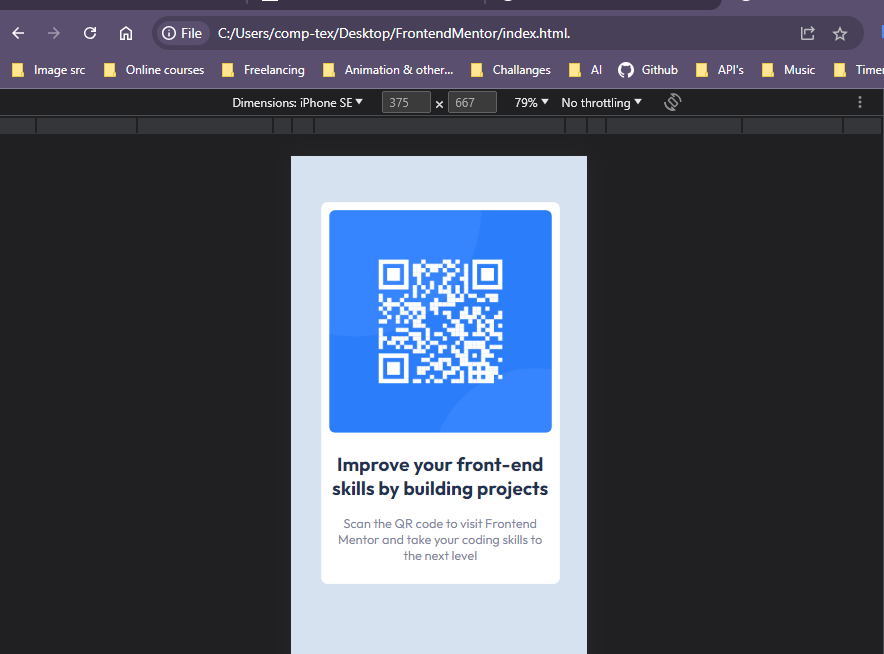 File C:/Users/comp-tex/Desktop/FrontendMentor/index.html.
Image src Online courses Freelancing Animation & other... Challanges AI Github API's Music Timer
Dimensions: iPhone SE 375 × 667 79% No throttling
Improve your front-end
skills by building projects
Scan the QR code to visit Frontend
Mentor and take your coding skills to
the next level